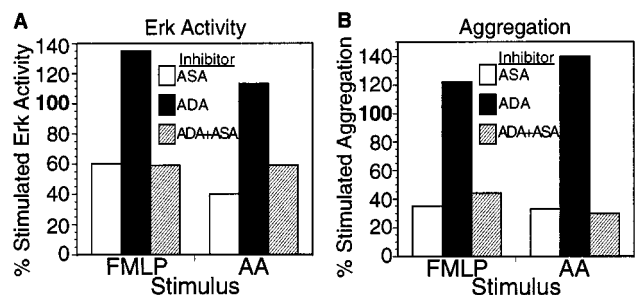 A
Erk Activity
% Stimulated Erk Activity
140
120
100
80
60
40
20
0
Inhibitor
ASA
ADA
ADA+ASA
FMLP
AA
Stimulus
B
Aggregation
% Stimulated Aggregation
140
120
100
80
60
40
20
0
Inhibitor
ASA
ADA
ADA+ASA
FMLP
AA
Stimulus